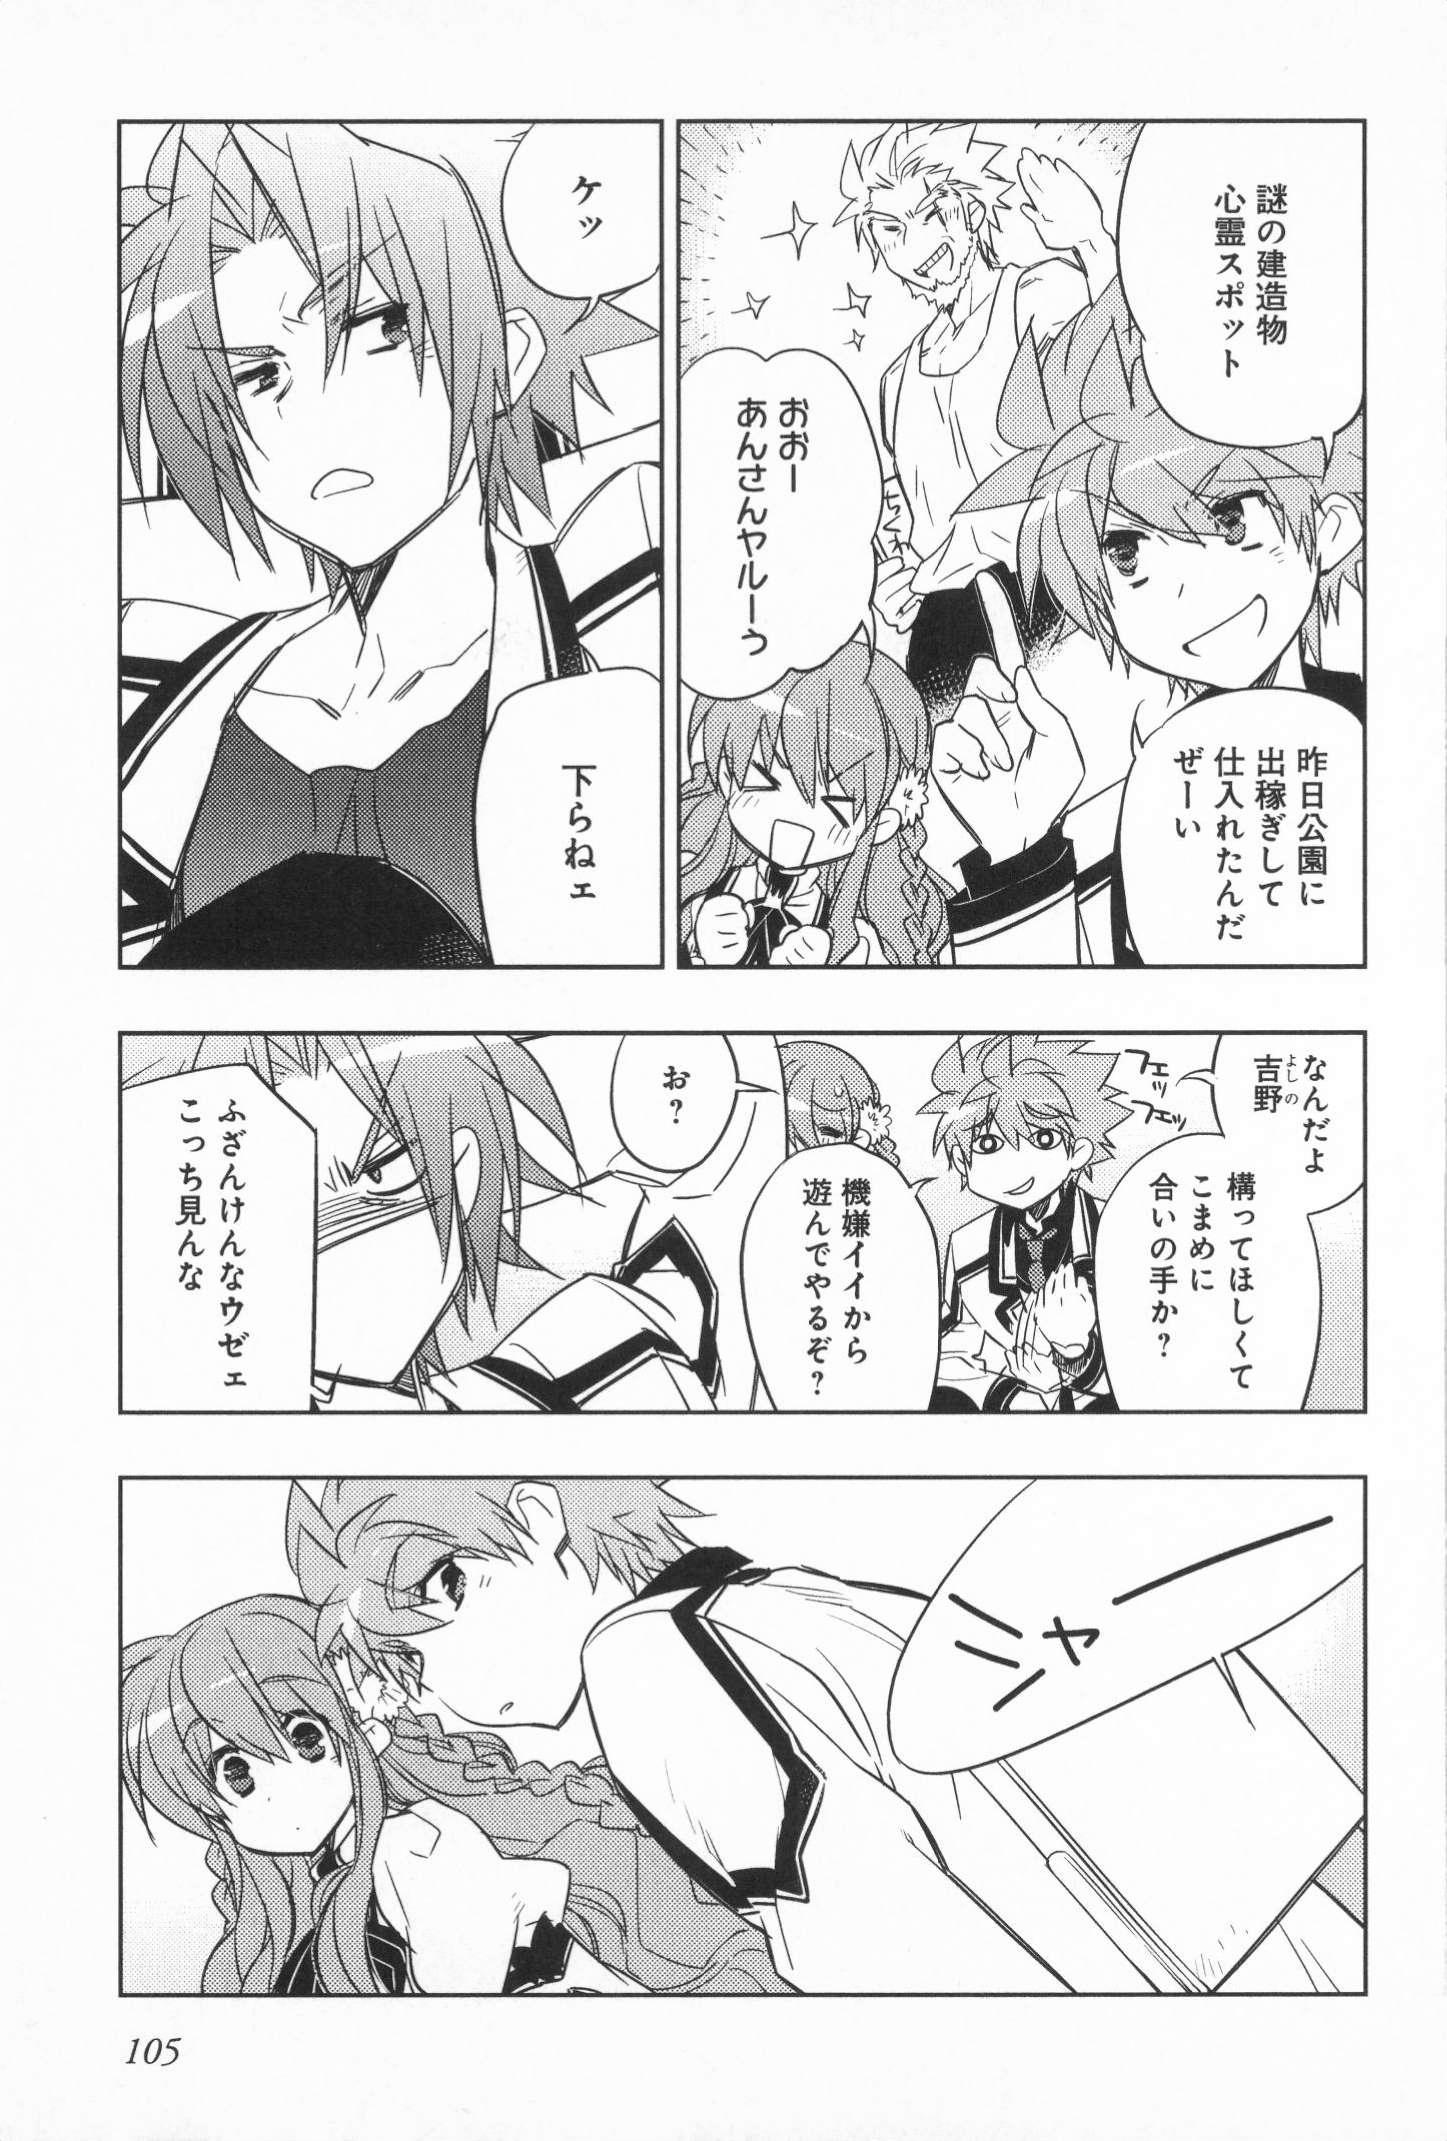 謎の建造物
心霊スポット
おおー
あんさんヤルーぅ
ちくわ
昨日公園に
出稼ぎして
仕入れたんだ
ぜーい
ケッ
下らねェ
なんだよ
吉野
よしの
構ってほしくて
こまめに
合いの手か？
フェッ
フェッ
機嫌イイから
遊んでやるぞ？
お？
ふざんけんなウゼェ
こっち見んな
ミャー
105